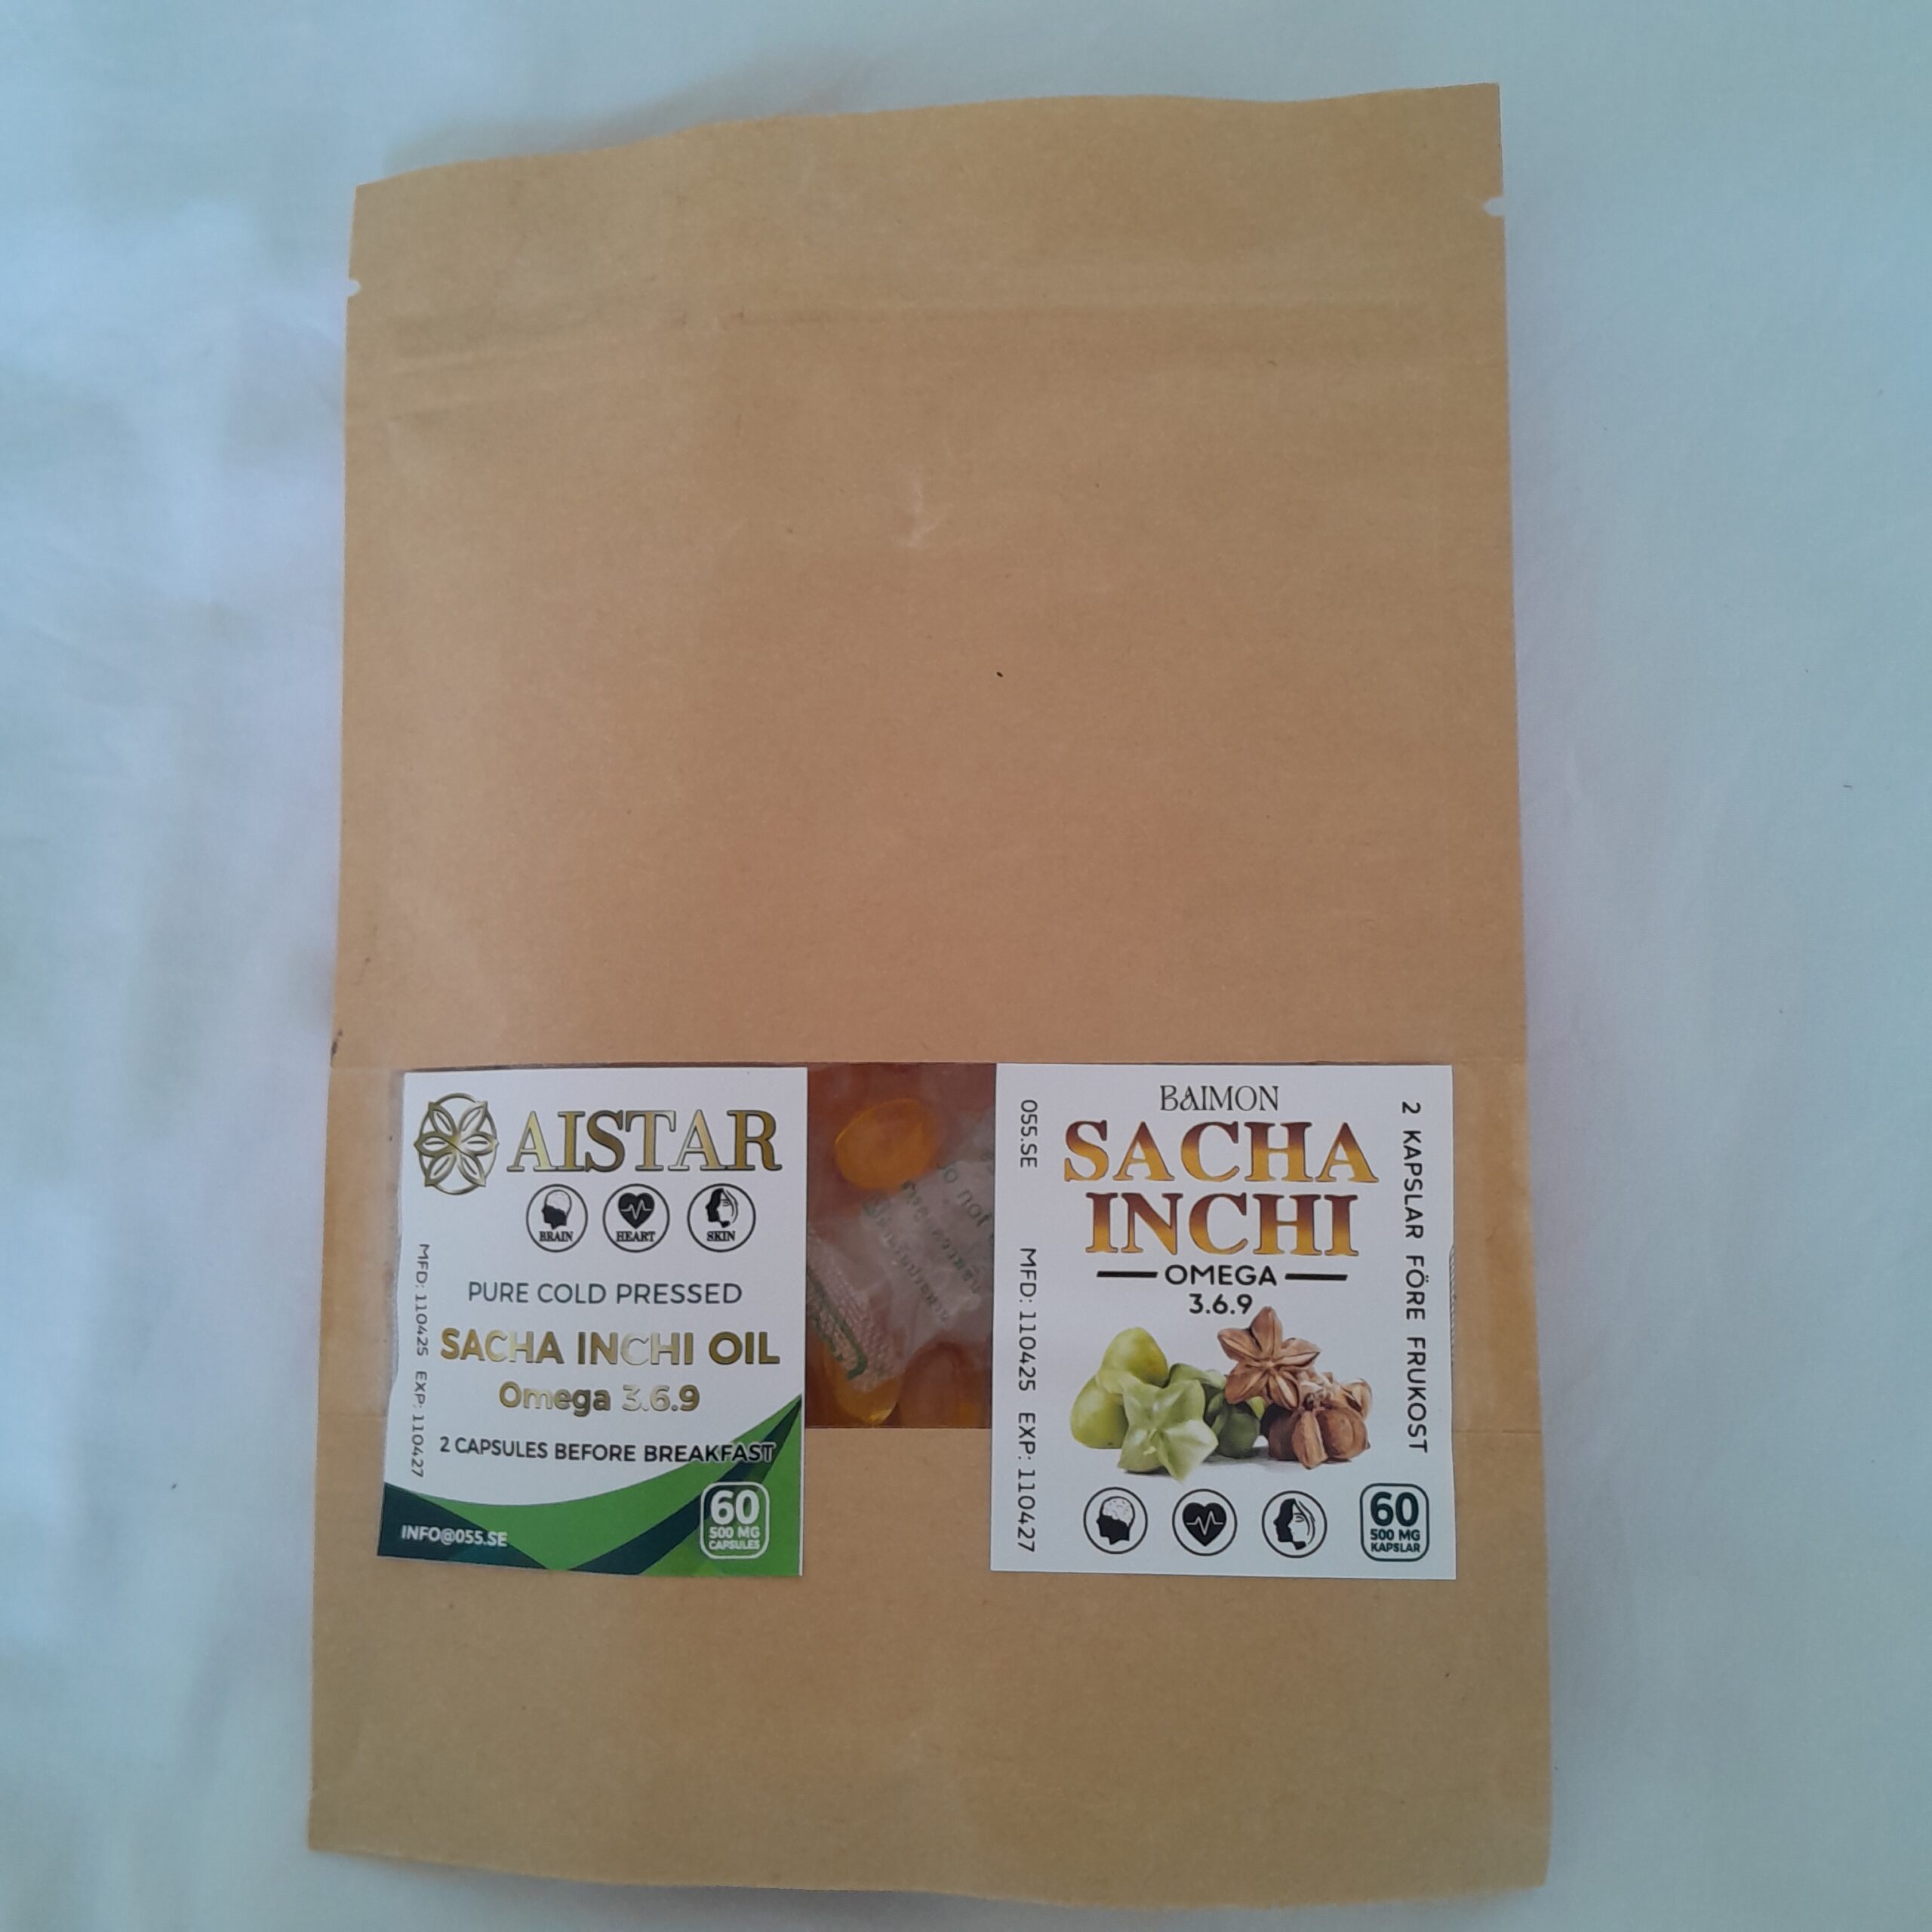 AISTAR
BRAIN HEART SKIN
PURE COLD PRESSED
SACHA INCHI OIL
Omega 3.6.9
2 CAPSULES BEFORE BREAKFAST
MFD: 110425 EXP: 110427
INFO@055.SE
60
500 MG
CAPSULES
Do not
BAIMON
SACHA
INCHI
OMEGA
3.6.9
055.SE MFD: 110425 EXP: 110427
2 KAPSLAR FÖRE FRUKOST
60
500 MG
KAPSLAR